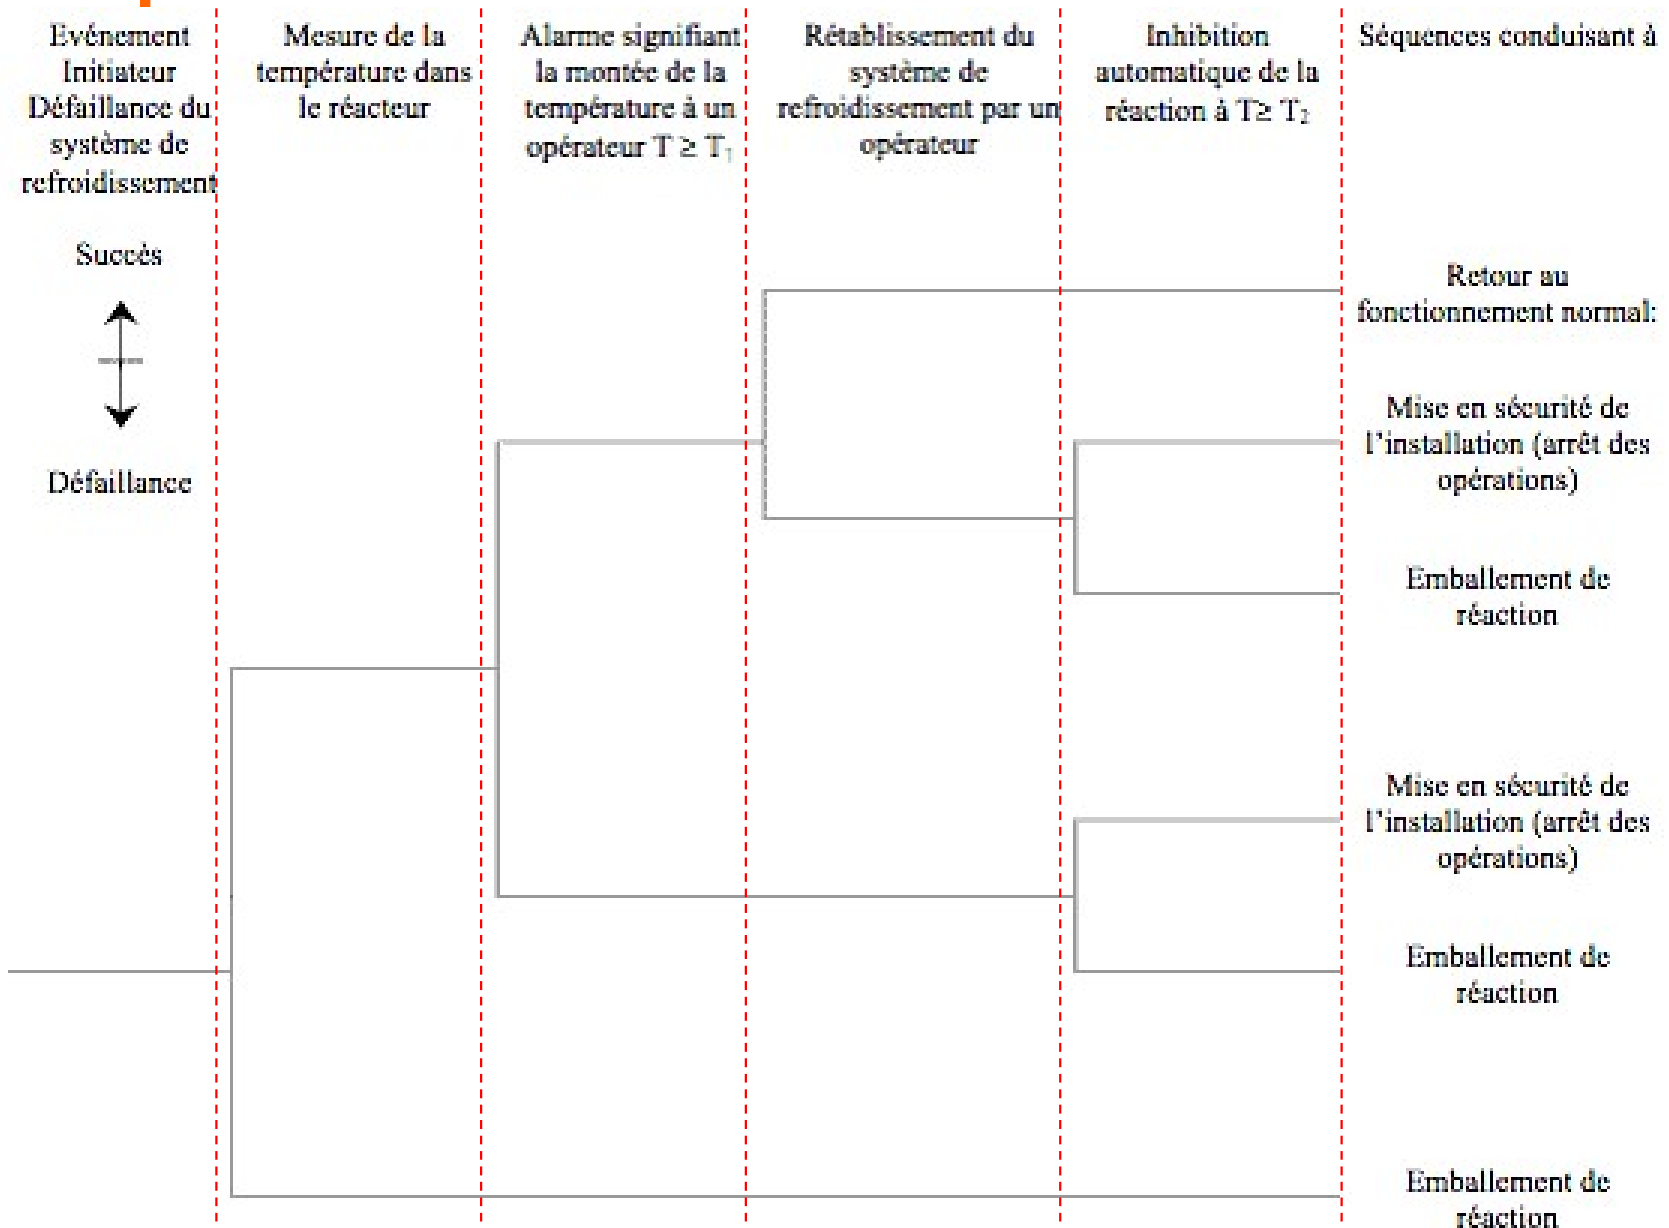 Evénement
Initiateur
Défaillance du
système de
refroidissement
Mesure de la
température dans
le réacteur
Alarme signifiant
la montée de la
température à un
opérateur T ≥ T₁
Rétablissement du
système de
refroidissement par un
opérateur
Inhibition
automatique de la
réaction à T≥ T₂
Séquences conduisant à
Succès
Défaillance
Retour au
fonctionnement normal:
Mise en sécurité de
l'installation (arrêt des
opérations)
Emballement de
réaction
Mise en sécurité de
l'installation (arrêt des
opérations)
Emballement de
réaction
Emballement de
réaction